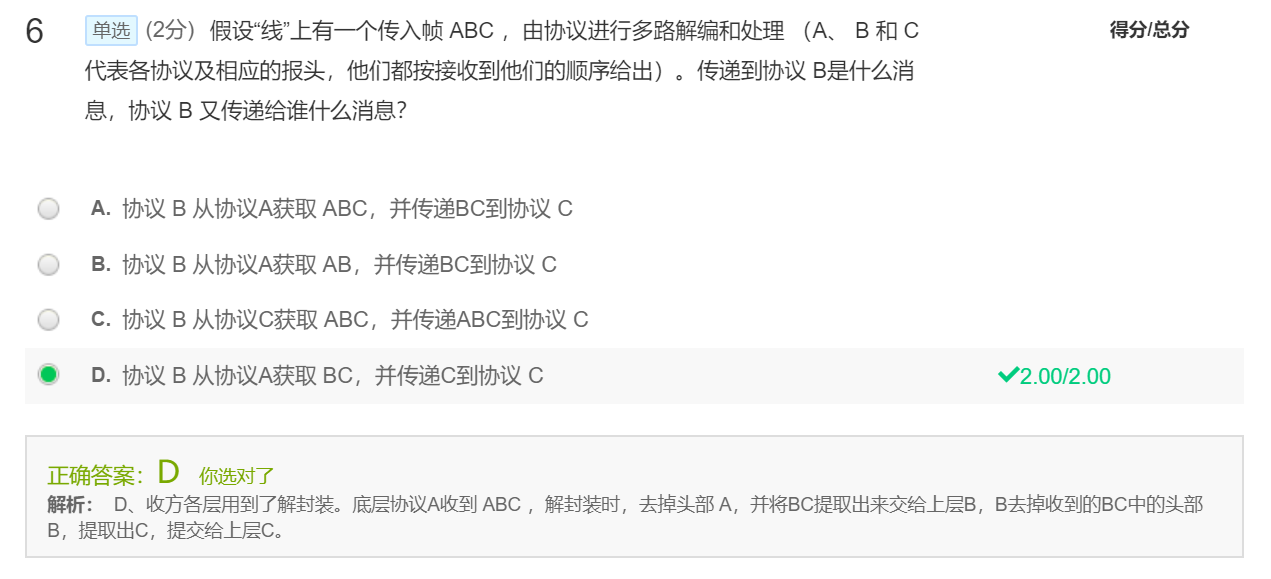 6 单选 (2分) 假设“线”上有一个传入帧 ABC ，由协议进行多路解编和处理 （A、 B 和 C 得分/总分
代表各协议及相应的报头，他们都按接收到他们的顺序给出）。传递到协议 B是什么消
息，协议 B 又传递给谁什么消息？
A. 协议 B 从协议A获取 ABC，并传递BC到协议 C
B. 协议 B 从协议A获取 AB，并传递BC到协议 C
C. 协议 B 从协议C获取 ABC，并传递ABC到协议 C
D. 协议 B 从协议A获取 BC，并传递C到协议 C 2.00/2.00
正确答案：D 你选对了
解析： D、收方各层用到了解封装。底层协议A收到 ABC ，解封装时，去掉头部 A，并将BC提取出来交给上层B，B去掉收到的BC中的头部
B，提取出C，提交给上层C。